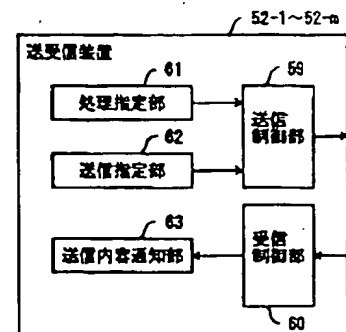 52-1～52-m
送受信装置
61
59
処理指定部
送信
制御部
62
送信指定部
63
受信
制御部
送信内容通知部
60